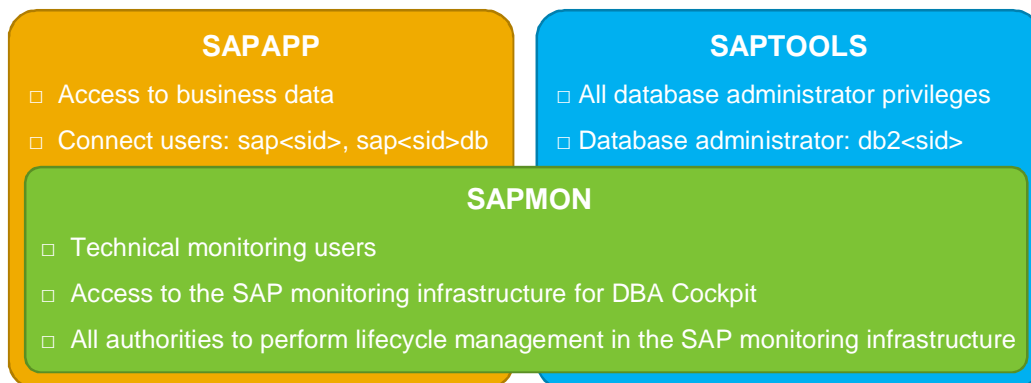 SAPAPP
□ Access to business data
□ Connect users: sap<sid>, sap<sid>db
SAPTOOLS
□ All database administrator privileges
□ Database administrator: db2<sid>
SAPMON
□ Technical monitoring users
□ Access to the SAP monitoring infrastructure for DBA Cockpit
□ All authorities to perform lifecycle management in the SAP monitoring infrastructure